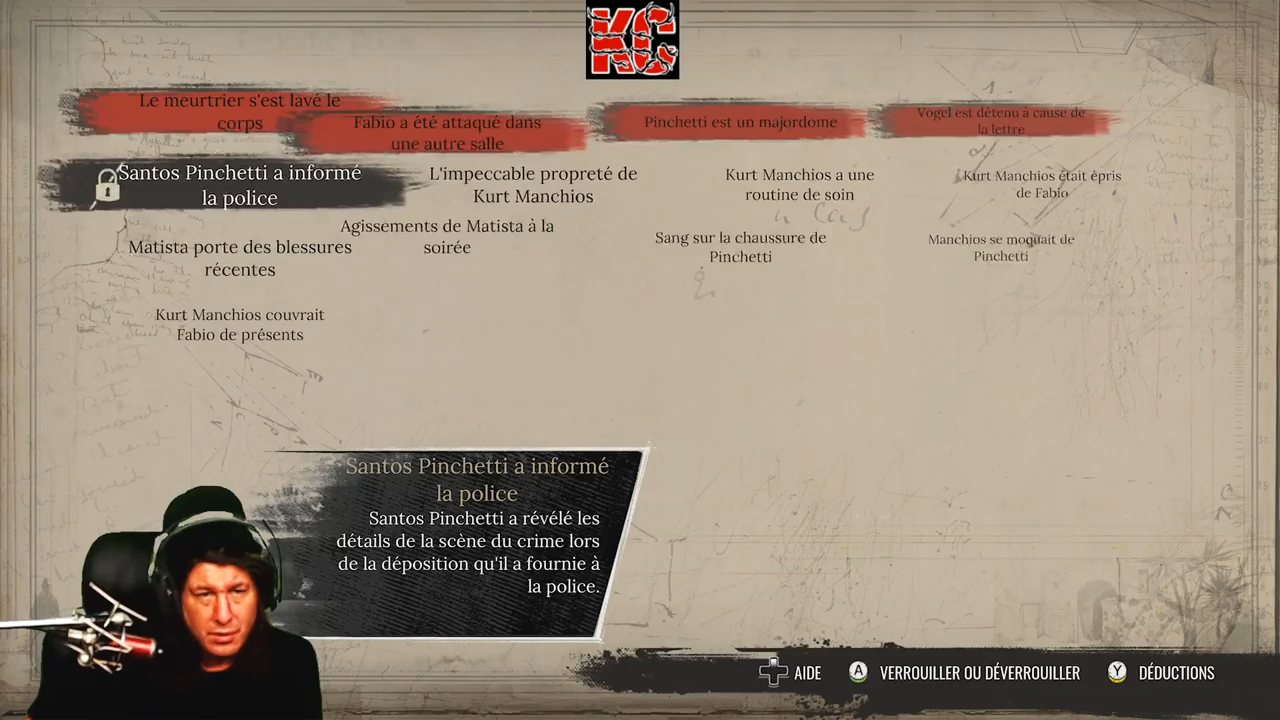 KC
Le meurtrier s'est lavé le
corps
Fabio a été attaqué dans
une autre salle
Pinchetti est un majordome
Vogel est détenu à cause de
la lettre
Santos Pinchetti a informé
la police
L'impeccable propreté de
Kurt Manchios
Kurt Manchios a une
routine de soin
Kurt Manchios était épris
de Fabio
Matista porte des blessures
récentes
Agissements de Matista à la
soirée
Sang sur la chaussure de
Pinchetti
Manchios se moquait de
Pinchetti
Kurt Manchios couvrait
Fabio de présents
Santos Pinchetti a informé
la police
Santos Pinchetti a révélé les
détails de la scène du crime lors
de la déposition qu'il a fournie à
la police.
AIDE
A VERROUILLER OU DÉVERROUILLER
Y DÉDUCTIONS